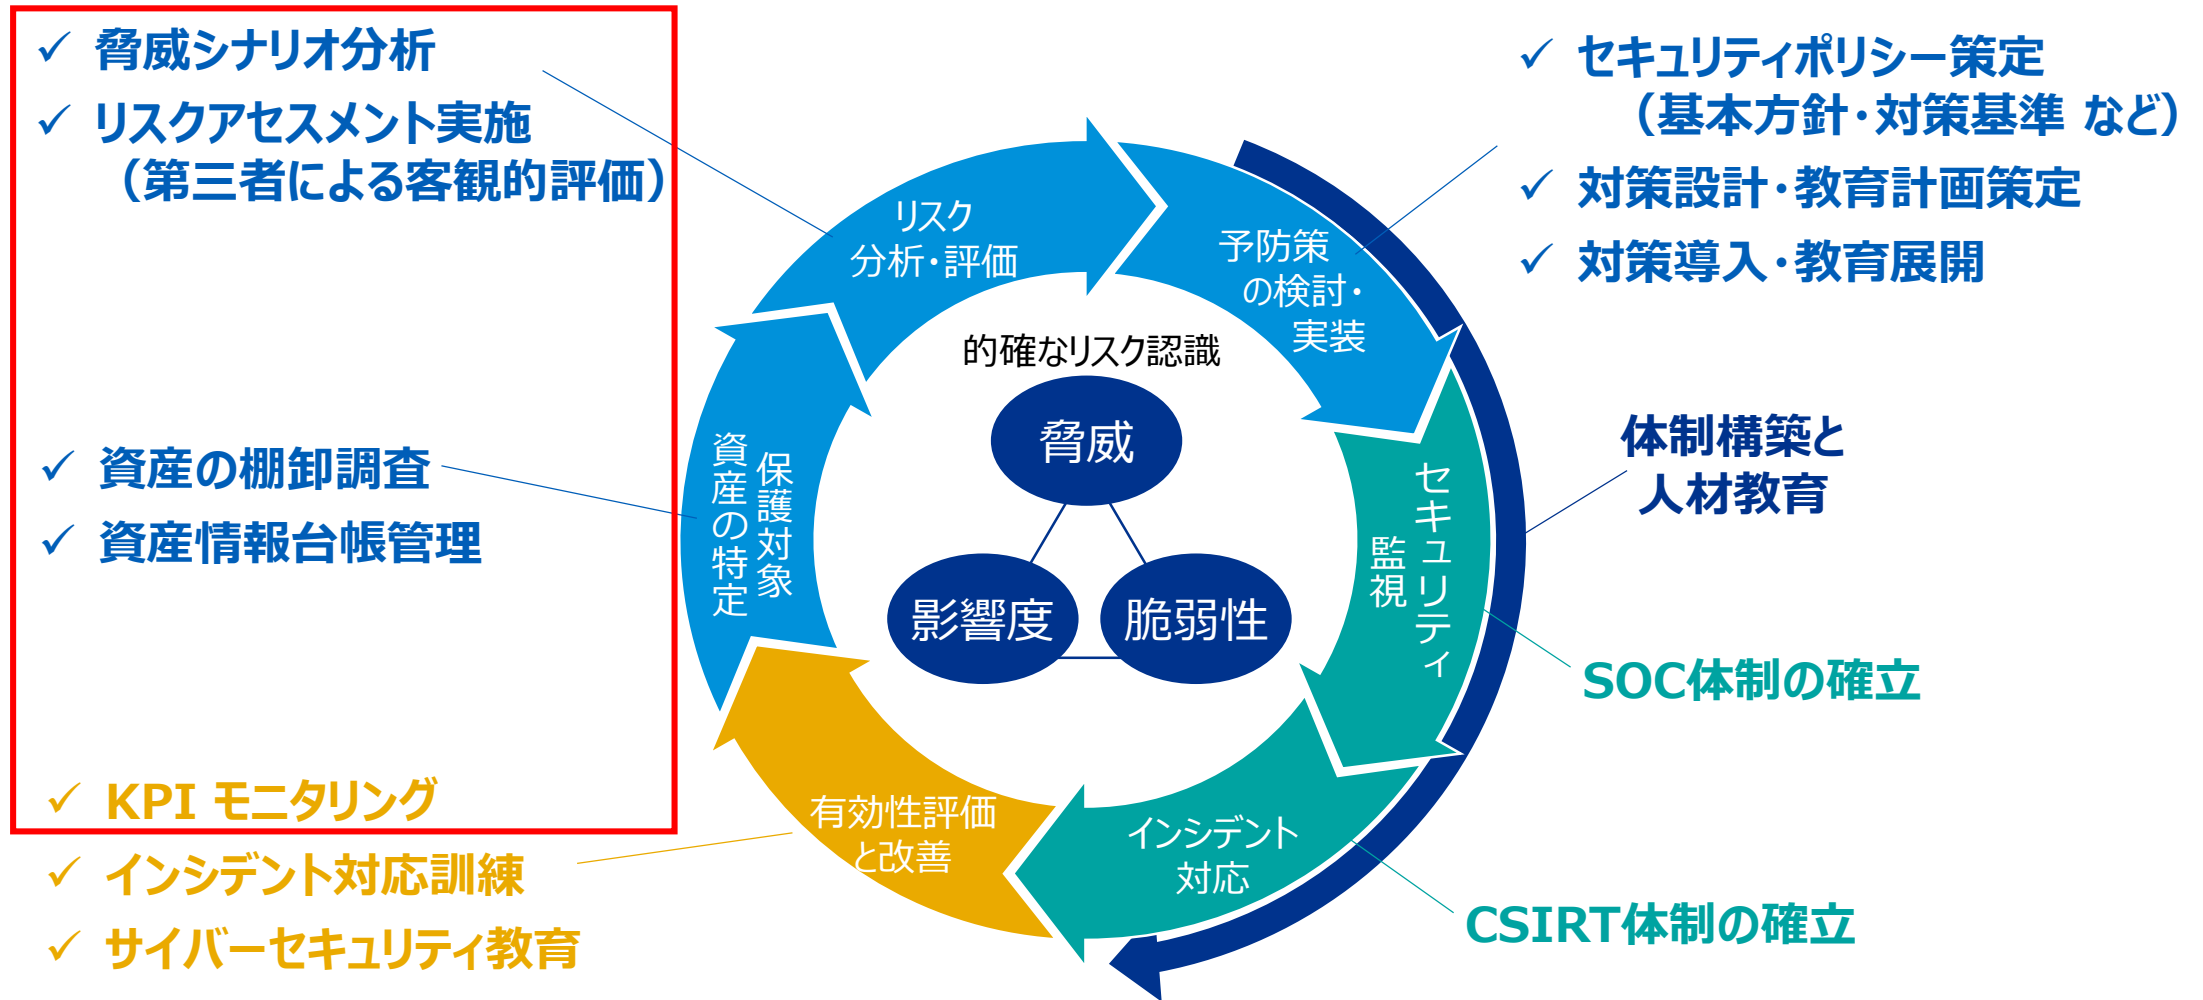 ✓ 脅威シナリオ分析
✓ リスクアセスメント実施
（第三者による客観的評価）
✓ 資産の棚卸調査
✓ 資産情報台帳管理
✓ KPI モニタリング
✓ インシデント対応訓練
✓ サイバーセキュリティ教育
リスク
分析・評価
予防策
の検討・
実装
保護対象
資産の特定
的確なリスク認識
脅威
影響度
脆弱性
セキュリティ
監視
有効性評価
と改善
インシデント
対応
✓ セキュリティポリシー策定
（基本方針・対策基準 など）
✓ 対策設計・教育計画策定
✓ 対策導入・教育展開
体制構築と
人材教育
SOC体制の確立
CSIRT体制の確立